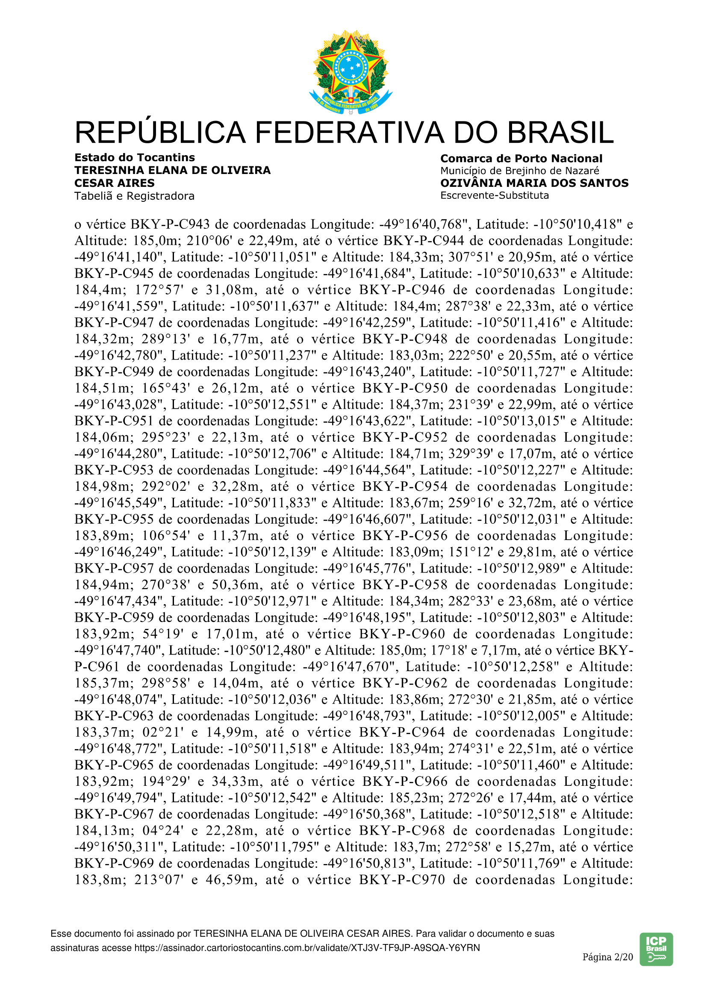 15 de Novembro
REPÚBLICA FEDERATIVA DO BRASIL
de 1889
REPÚBLICA FEDERATIVA DO BRASIL
Estado do Tocantins
TERESINHA ELANA DE OLIVEIRA
CESAR AIRES
Tabeliã e Registradora
Comarca de Porto Nacional
Município de Brejinho de Nazaré
OZIVÂNIA MARIA DOS SANTOS
Escrevente-Substituta
o vértice BKY-P-C943 de coordenadas Longitude: -49°16'40,768", Latitude: -10°50'10,418" e
Altitude: 185,0m; 210°06' e 22,49m, até o vértice BKY-P-C944 de coordenadas Longitude:
-49°16'41,140", Latitude: -10°50'11,051" e Altitude: 184,33m; 307°51' e 20,95m, até o vértice
BKY-P-C945 de coordenadas Longitude: -49°16'41,684", Latitude: -10°50'10,633" e Altitude:
184,4m; 172°57' e 31,08m, até o vértice BKY-P-C946 de coordenadas Longitude:
-49°16'41,559", Latitude: -10°50'11,637" e Altitude: 184,4m; 287°38' e 22,33m, até o vértice
BKY-P-C947 de coordenadas Longitude: -49°16'42,259", Latitude: -10°50'11,416" e Altitude:
184,32m; 289°13' e 16,77m, até o vértice BKY-P-C948 de coordenadas Longitude:
-49°16'42,780", Latitude: -10°50'11,237" e Altitude: 183,03m; 222°50' e 20,55m, até o vértice
BKY-P-C949 de coordenadas Longitude: -49°16'43,240", Latitude: -10°50'11,727" e Altitude:
184,51m; 165°43' e 26,12m, até o vértice BKY-P-C950 de coordenadas Longitude:
-49°16'43,028", Latitude: -10°50'12,551" e Altitude: 184,37m; 231°39' e 22,99m, até o vértice
BKY-P-C951 de coordenadas Longitude: -49°16'43,622", Latitude: -10°50'13,015" e Altitude:
184,06m; 295°23' e 22,13m, até o vértice BKY-P-C952 de coordenadas Longitude:
-49°16'44,280", Latitude: -10°50'12,706" e Altitude: 184,71m; 329°39' e 17,07m, até o vértice
BKY-P-C953 de coordenadas Longitude: -49°16'44,564", Latitude: -10°50'12,227" e Altitude:
184,98m; 292°02' e 32,28m, até o vértice BKY-P-C954 de coordenadas Longitude:
-49°16'45,549", Latitude: -10°50'11,833" e Altitude: 183,67m; 259°16' e 32,72m, até o vértice
BKY-P-C955 de coordenadas Longitude: -49°16'46,607", Latitude: -10°50'12,031" e Altitude:
183,89m; 106°54' e 11,37m, até o vértice BKY-P-C956 de coordenadas Longitude:
-49°16'46,249", Latitude: -10°50'12,139" e Altitude: 183,09m; 151°12' e 29,81m, até o vértice
BKY-P-C957 de coordenadas Longitude: -49°16'45,776", Latitude: -10°50'12,989" e Altitude:
184,94m; 270°38' e 50,36m, até o vértice BKY-P-C958 de coordenadas Longitude:
-49°16'47,434", Latitude: -10°50'12,971" e Altitude: 184,34m; 282°33' e 23,68m, até o vértice
BKY-P-C959 de coordenadas Longitude: -49°16'48,195", Latitude: -10°50'12,803" e Altitude:
183,92m; 54°19' e 17,01m, até o vértice BKY-P-C960 de coordenadas Longitude:
-49°16'47,740", Latitude: -10°50'12,480" e Altitude: 185,0m; 17°18' e 7,17m, até o vértice BKY-
P-C961 de coordenadas Longitude: -49°16'47,670", Latitude: -10°50'12,258" e Altitude:
185,37m; 298°58' e 14,04m, até o vértice BKY-P-C962 de coordenadas Longitude:
-49°16'48,074", Latitude: -10°50'12,036" e Altitude: 183,86m; 272°30' e 21,85m, até o vértice
BKY-P-C963 de coordenadas Longitude: -49°16'48,793", Latitude: -10°50'12,005" e Altitude:
183,37m; 02°21' e 14,99m, até o vértice BKY-P-C964 de coordenadas Longitude:
-49°16'48,772", Latitude: -10°50'11,518" e Altitude: 183,94m; 274°31' e 22,51m, até o vértice
BKY-P-C965 de coordenadas Longitude: -49°16'49,511", Latitude: -10°50'11,460" e Altitude:
183,92m; 194°29' e 34,33m, até o vértice BKY-P-C966 de coordenadas Longitude:
-49°16'49,794", Latitude: -10°50'12,542" e Altitude: 185,23m; 272°26' e 17,44m, até o vértice
BKY-P-C967 de coordenadas Longitude: -49°16'50,368", Latitude: -10°50'12,518" e Altitude:
184,13m; 04°24' e 22,28m, até o vértice BKY-P-C968 de coordenadas Longitude:
-49°16'50,311", Latitude: -10°50'11,795" e Altitude: 183,7m; 272°58' e 15,27m, até o vértice
BKY-P-C969 de coordenadas Longitude: -49°16'50,813", Latitude: -10°50'11,769" e Altitude:
183,8m; 213°07' e 46,59m, até o vértice BKY-P-C970 de coordenadas Longitude:
Esse documento foi assinado por TERESINHA ELANA DE OLIVEIRA CESAR AIRES. Para validar o documento e suas
assinaturas acesse https://assinador.cartoriostocantins.com.br/validate/XTJ3V-TF9JP-A9SQA-Y6YRN
Página 2/20
ICP
Brasil